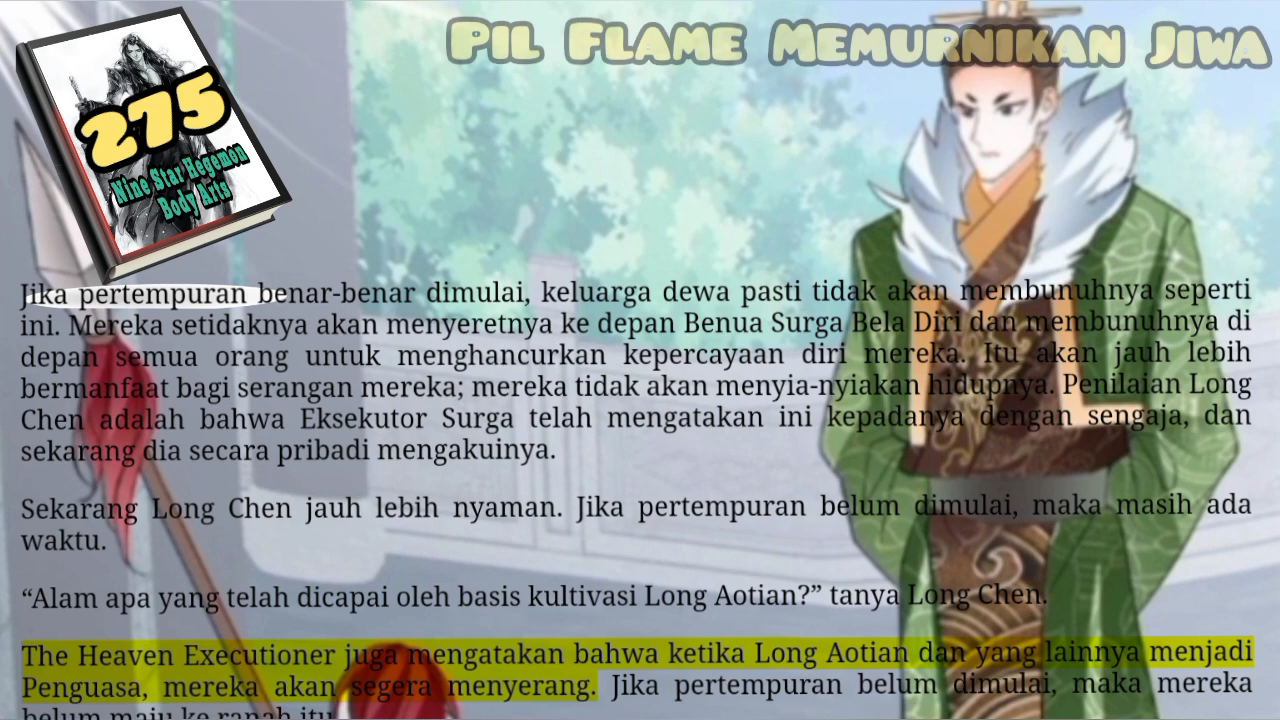 Pil Flame Memurnikan Jiwa
275
Nine Star Hegemon
Body Arts
Jika pertempuran benar-benar dimulai, keluarga dewa pasti tidak akan membunuhnya seperti
ini. Mereka setidaknya akan menyeretnya ke depan Benua Surga Bela Diri dan membunuhnya di
depan semua orang untuk menghancurkan kepercayaan diri mereka. Itu akan jauh lebih
bermanfaat bagi serangan mereka; mereka tidak akan menyia-nyiakan hidupnya. Penilaian Long
Chen adalah bahwa Eksekutor Surga telah mengatakan ini kepadanya dengan sengaja, dan
sekarang dia secara pribadi mengakuinya.
Sekarang Long Chen jauh lebih nyaman. Jika pertempuran belum dimulai, maka masih ada
waktu.
“Alam apa yang telah dicapai oleh basis kultivasi Long Aotian?” tanya Long Chen.
The Heaven Executioner juga mengatakan bahwa ketika Long Aotian dan yang lainnya menjadi
Penguasa, mereka akan segera menyerang. Jika pertempuran belum dimulai, maka mereka
belum maju ke ranah itu